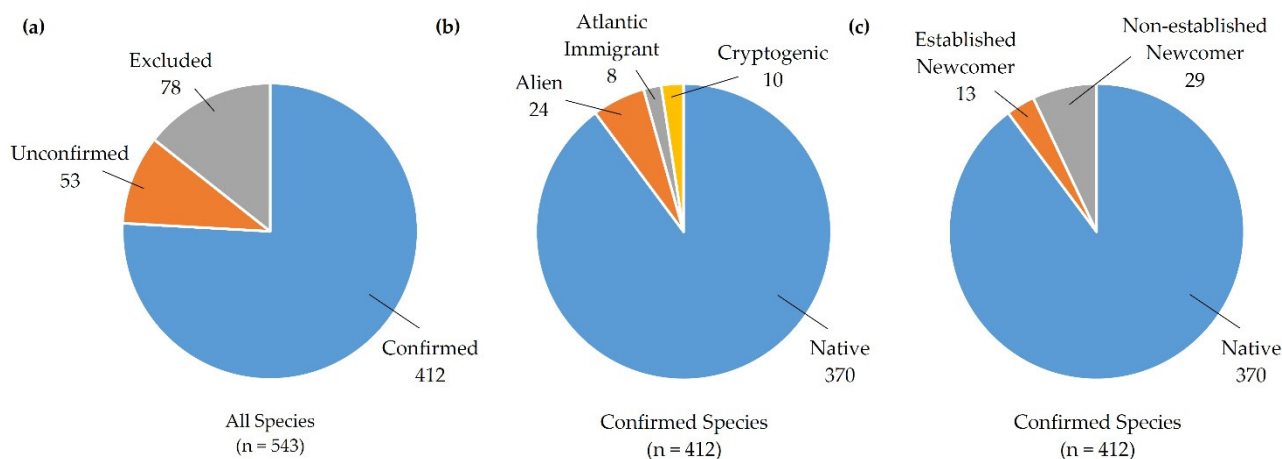 (a)
Excluded
78
Unconfirmed
53
Confirmed
412
All Species
(n = 543)
(b)
Atlantic
Immigrant
8
Cryptogenic
10
Alien
24
Native
370
Confirmed Species
(n = 412)
(c)
Established
Newcomer
13
Non-established
Newcomer
29
Native
370
Confirmed Species
(n = 412)